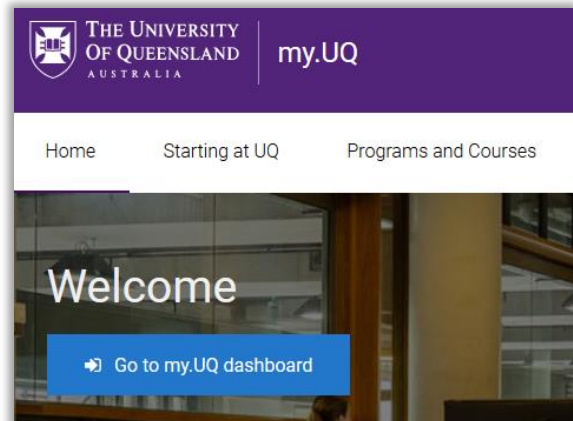 THE UNIVERSITY
OF QUEENSLAND
AUSTRALIA
my.UQ
Home
Starting at UQ
Programs and Courses
Welcome
Go to my.UQ dashboard